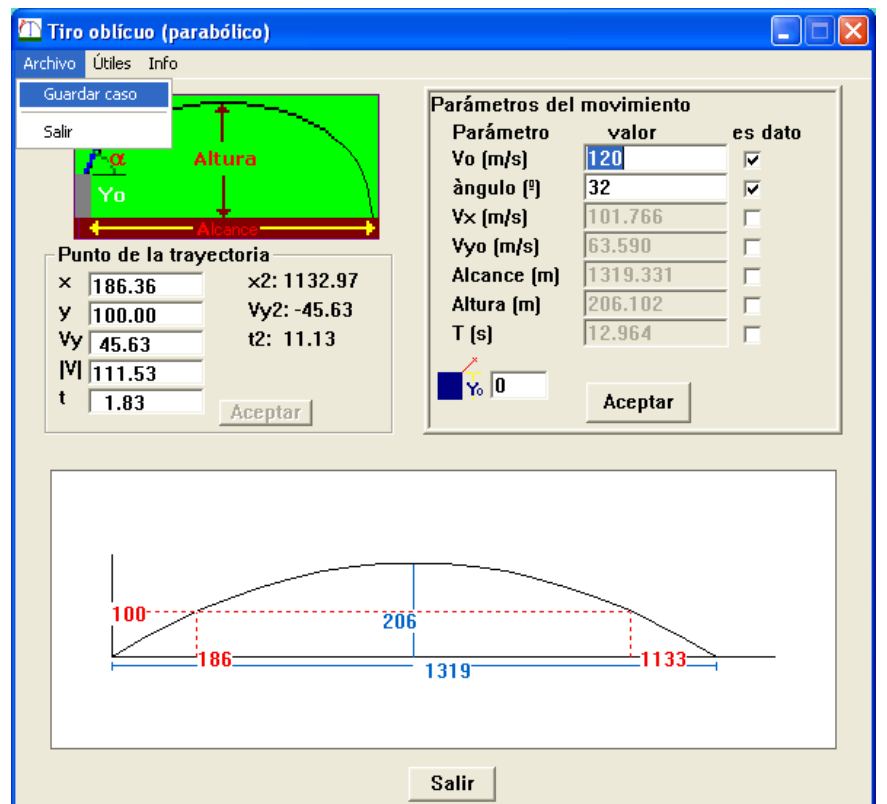 Tiro oblícuo (parabólico)
Archivo Útiles Info
Guardar caso
Salir
α
Altura
Yo
Alcance
Punto de la trayectoria
x 186.36 x2: 1132.97
y 100.00 Vy2: -45.63
Vy 45.63 t2: 11.13
|V| 111.53
t 1.83
Aceptar
Parámetros del movimiento
Parámetro valor es dato
Vo (m/s) 120
àngulo (º) 32
Vx (m/s) 101.766
Vyo (m/s) 63.590
Alcance (m) 1319.331
Altura (m) 206.102
T (s) 12.964
Yo 0
Aceptar
100
206
186
1319
1133
Salir